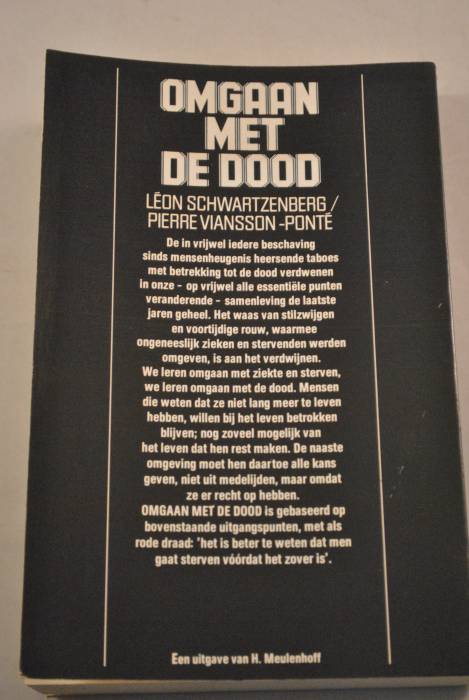 OMGAAN
MET
DE DOOD
LÉON SCHWARTZENBERG /
PIERRE VIANSSON-PONTÉ
De in vrijwel iedere beschaving
sinds mensenheugenis heersende taboes
met betrekking tot de dood verdwenen
in onze - op vrijwel alle essentiële punten
veranderende - samenleving de laatste
jaren geheel. Het waas van stilzwijgen
en voortijdige rouw, waarmee
ongeneeslijk zieken en stervenden werden
omgeven, is aan het verdwijnen.
We leren omgaan met ziekte en sterven,
we leren omgaan met de dood. Mensen
die weten dat ze niet lang meer te leven
hebben, willen bij het leven betrokken
blijven; nog zoveel mogelijk van
het leven dat hen rest maken. De naaste
omgeving moet hen daartoe alle kans
geven, niet uit medelijden, maar omdat
ze er recht op hebben.
OMGAAN MET DE DOOD is gebaseerd op
bovenstaande uitgangspunten, met als
rode draad: 'het is beter te weten dat men
gaat sterven vóórdat het zover is'.
Een uitgave van H. Meulenhoff